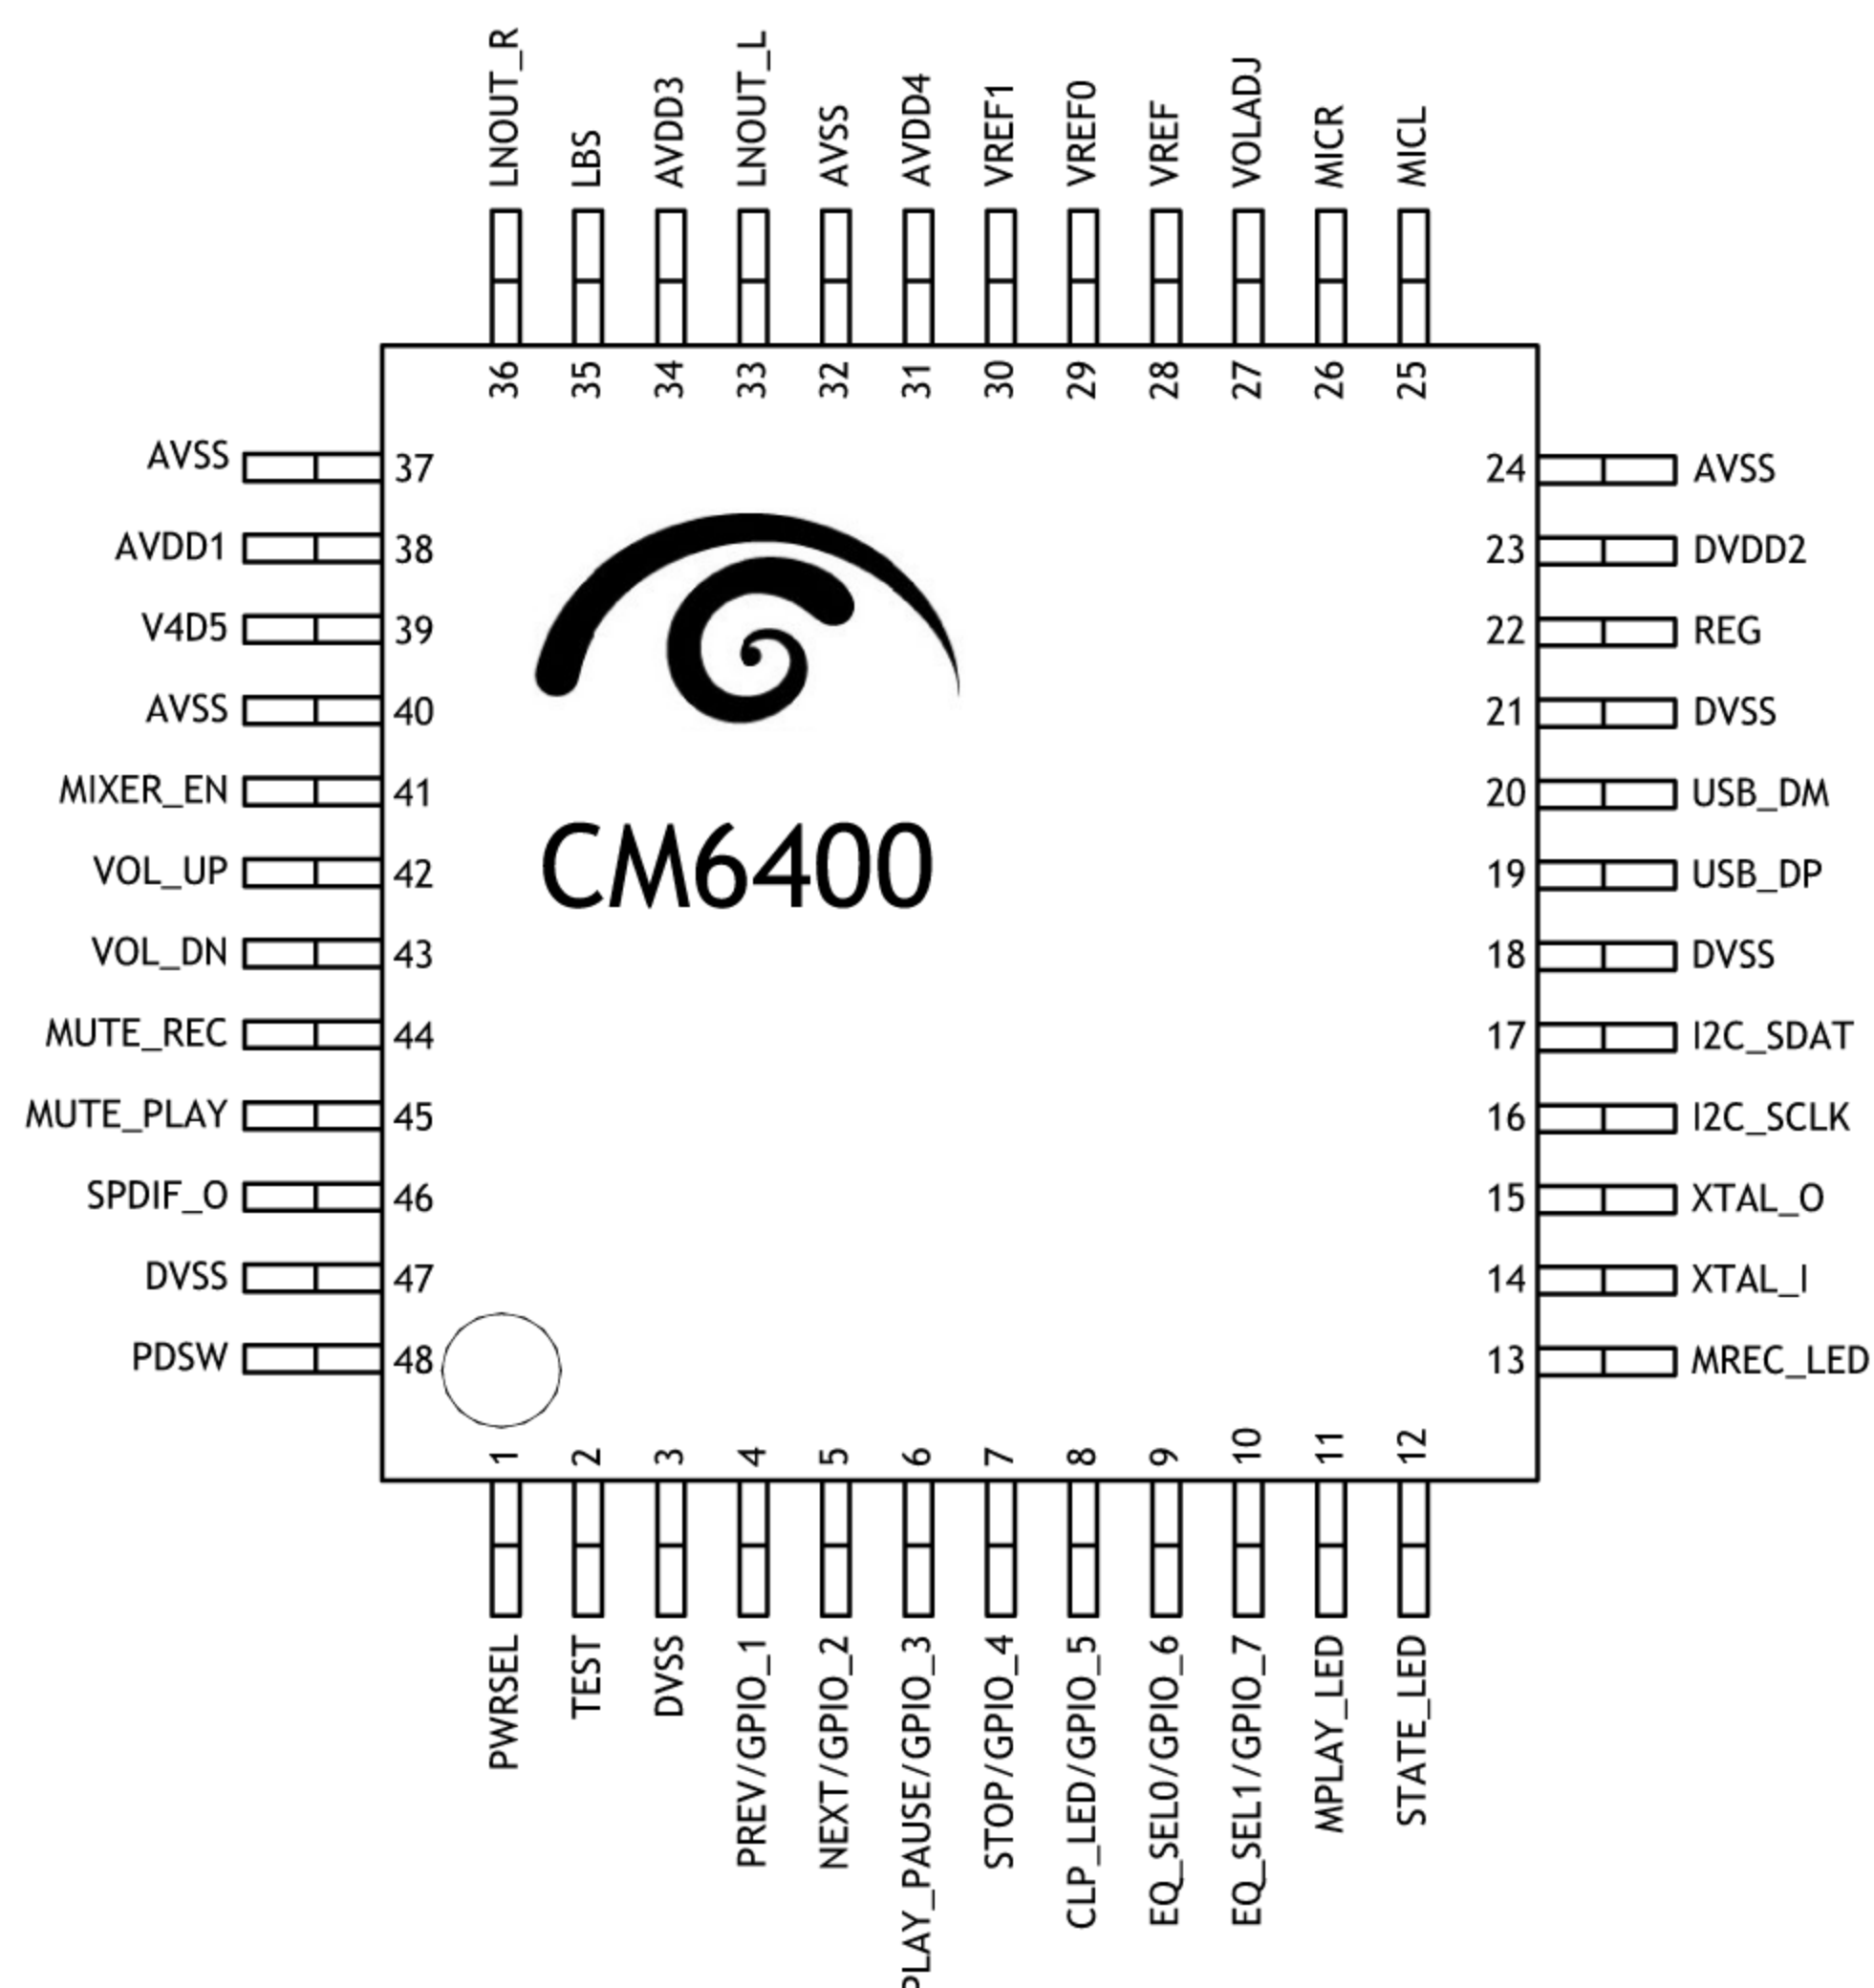 LNOUT_R
LBS
AVDD3
LNOUT_L
AVSS
AVDD4
VREF1
VREF0
VREF
VOLADJ
MICR
MICL
36
35
34
33
32
31
30
29
28
27
26
25
AVSS 37
AVDD1 38
V4D5 39
AVSS 40
MIXER_EN 41
VOL_UP 42
VOL_DN 43
MUTE_REC 44
MUTE_PLAY 45
SPDIF_O 46
DVSS 47
PDSW 48
CM6400
24 AVSS
23 DVDD2
22 REG
21 DVSS
20 USB_DM
19 USB_DP
18 DVSS
17 I2C_SDAT
16 I2C_SCLK
15 XTAL_O
14 XTAL_I
13 MREC_LED
1
2
3
4
5
6
7
8
9
10
11
12
PWRSEL
TEST
DVSS
PREV/GPIO_1
NEXT/GPIO_2
PLAY_PAUSE/GPIO_3
STOP/GPIO_4
CLP_LED/GPIO_5
EQ_SEL0/GPIO_6
EQ_SEL1/GPIO_7
MPLAY_LED
STATE_LED